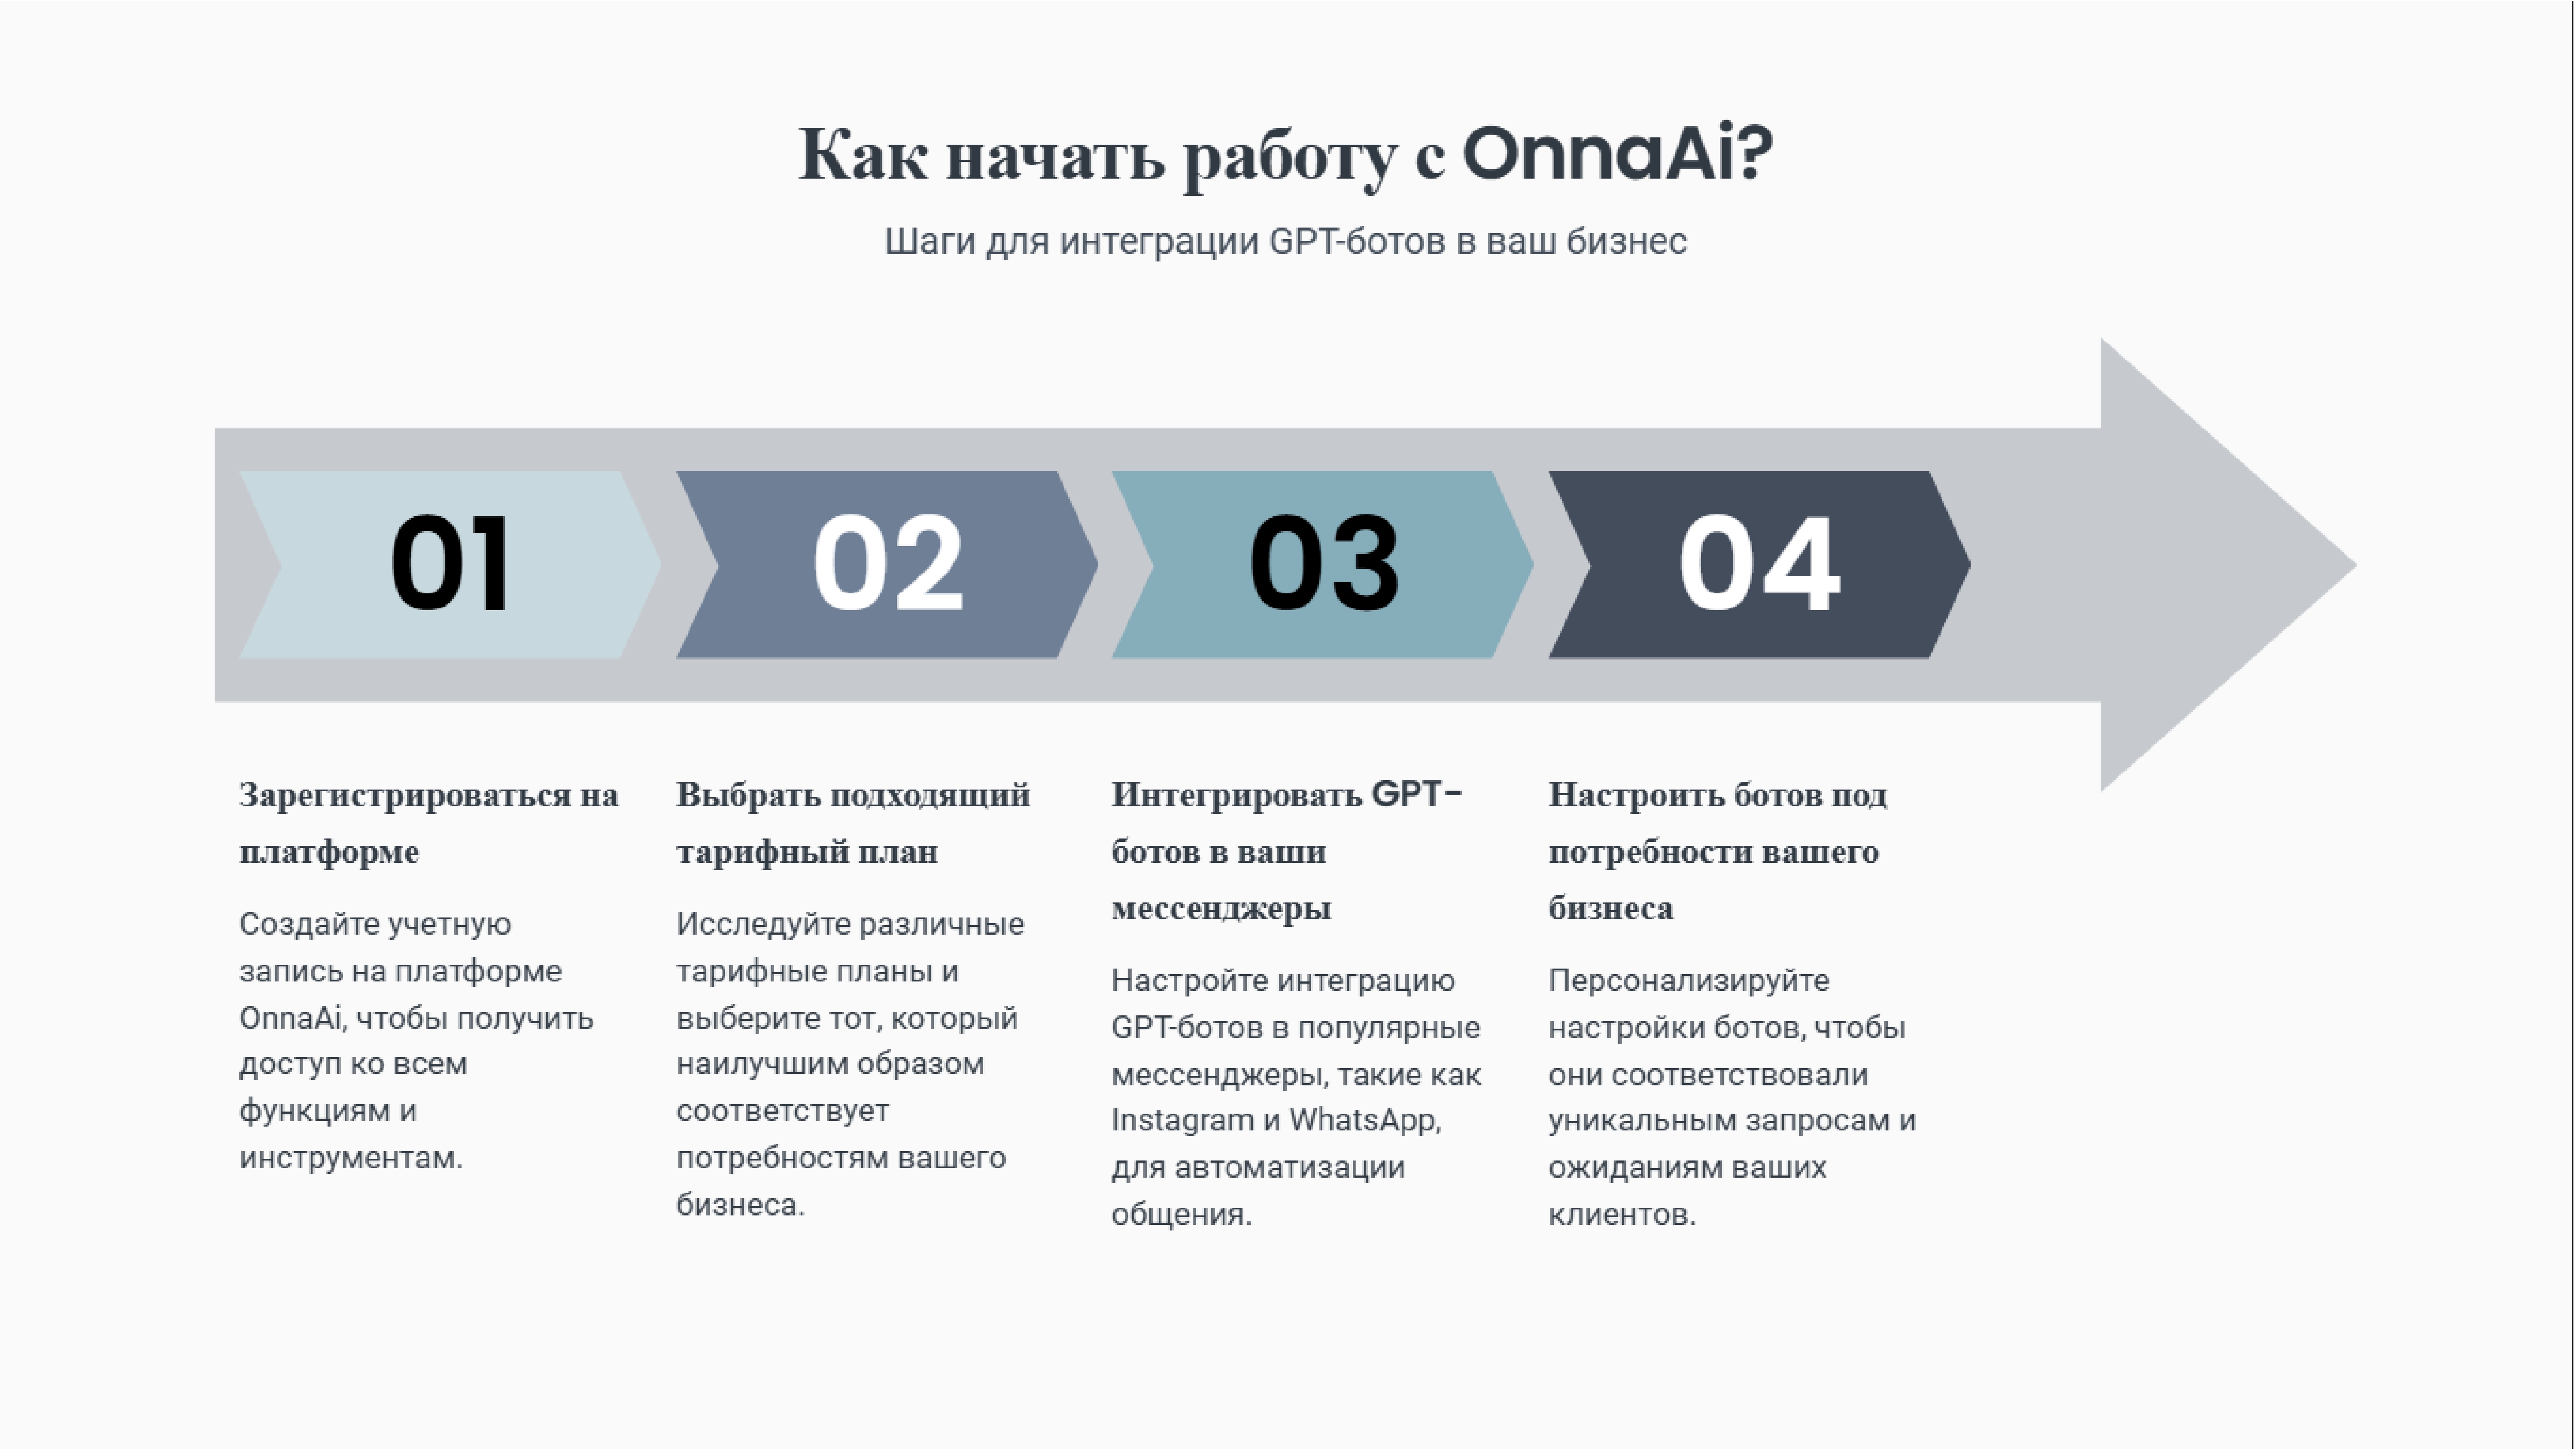 Как начать работу с OnnaAi?
Шаги для интеграции GPT-ботов в ваш бизнес
01
02
03
04
Зарегистрироваться на
платформе
Создайте учетную
запись на платформе
OnnaAi, чтобы получить
доступ ко всем
функциям и
инструментам.
Выбрать подходящий
тарифный план
Исследуйте различные
тарифные планы и
выберите тот, который
наилучшим образом
соответствует
потребностям вашего
бизнеса.
Интегрировать GPT-
ботов в ваши
мессенджеры
Настройте интеграцию
GPT-ботов в популярные
мессенджеры, такие как
Instagram и WhatsApp,
для автоматизации
общения.
Настроить ботов под
потребности вашего
бизнеса
Персонализируйте
настройки ботов, чтобы
они соответствовали
уникальным запросам и
ожиданиям ваших
клиентов.